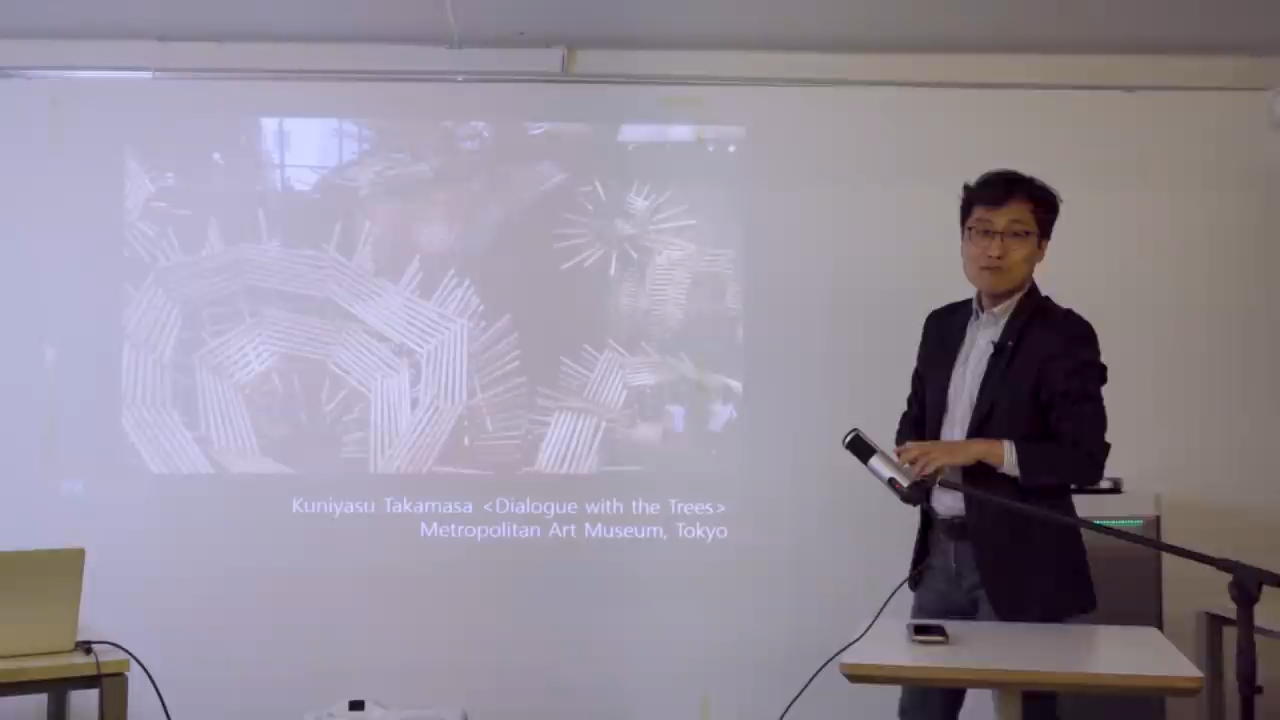 Kuniyasu Takamasa <Dialogue with the Trees>
Metropolitan Art Museum, Tokyo